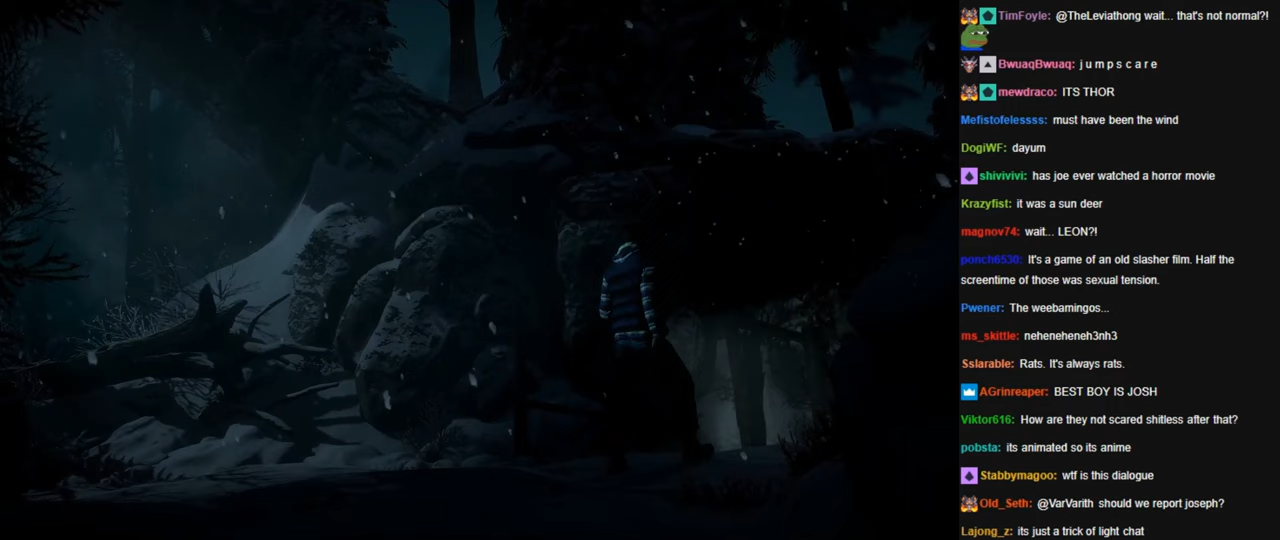 TimFoyle: @TheLeviathong wait... that's not normal?!
BwuaqBwuaq: j u m p s c a r e
mewdraco: ITS THOR
Mefistofelessss: must have been the wind
DogiWF: dayum
shivivivi: has joe ever watched a horror movie
Krazyfist: it was a sun deer
magnov74: wait... LEON?!
ponch6530: It's a game of an old slasher film. Half the
screentime of those was sexual tension.
Pwener: The weebamingos...
ms_skittle: neheneheneh3nh3
Sslarable: Rats. It's always rats.
AGrinreaper: BEST BOY IS JOSH
Viktor616: How are they not scared shitless after that?
pobsta: its animated so its anime
Stabbymagoo: wtf is this dialogue
Old_Seth: @VarVarith should we report joseph?
Lajong_z: its just a trick of light chat